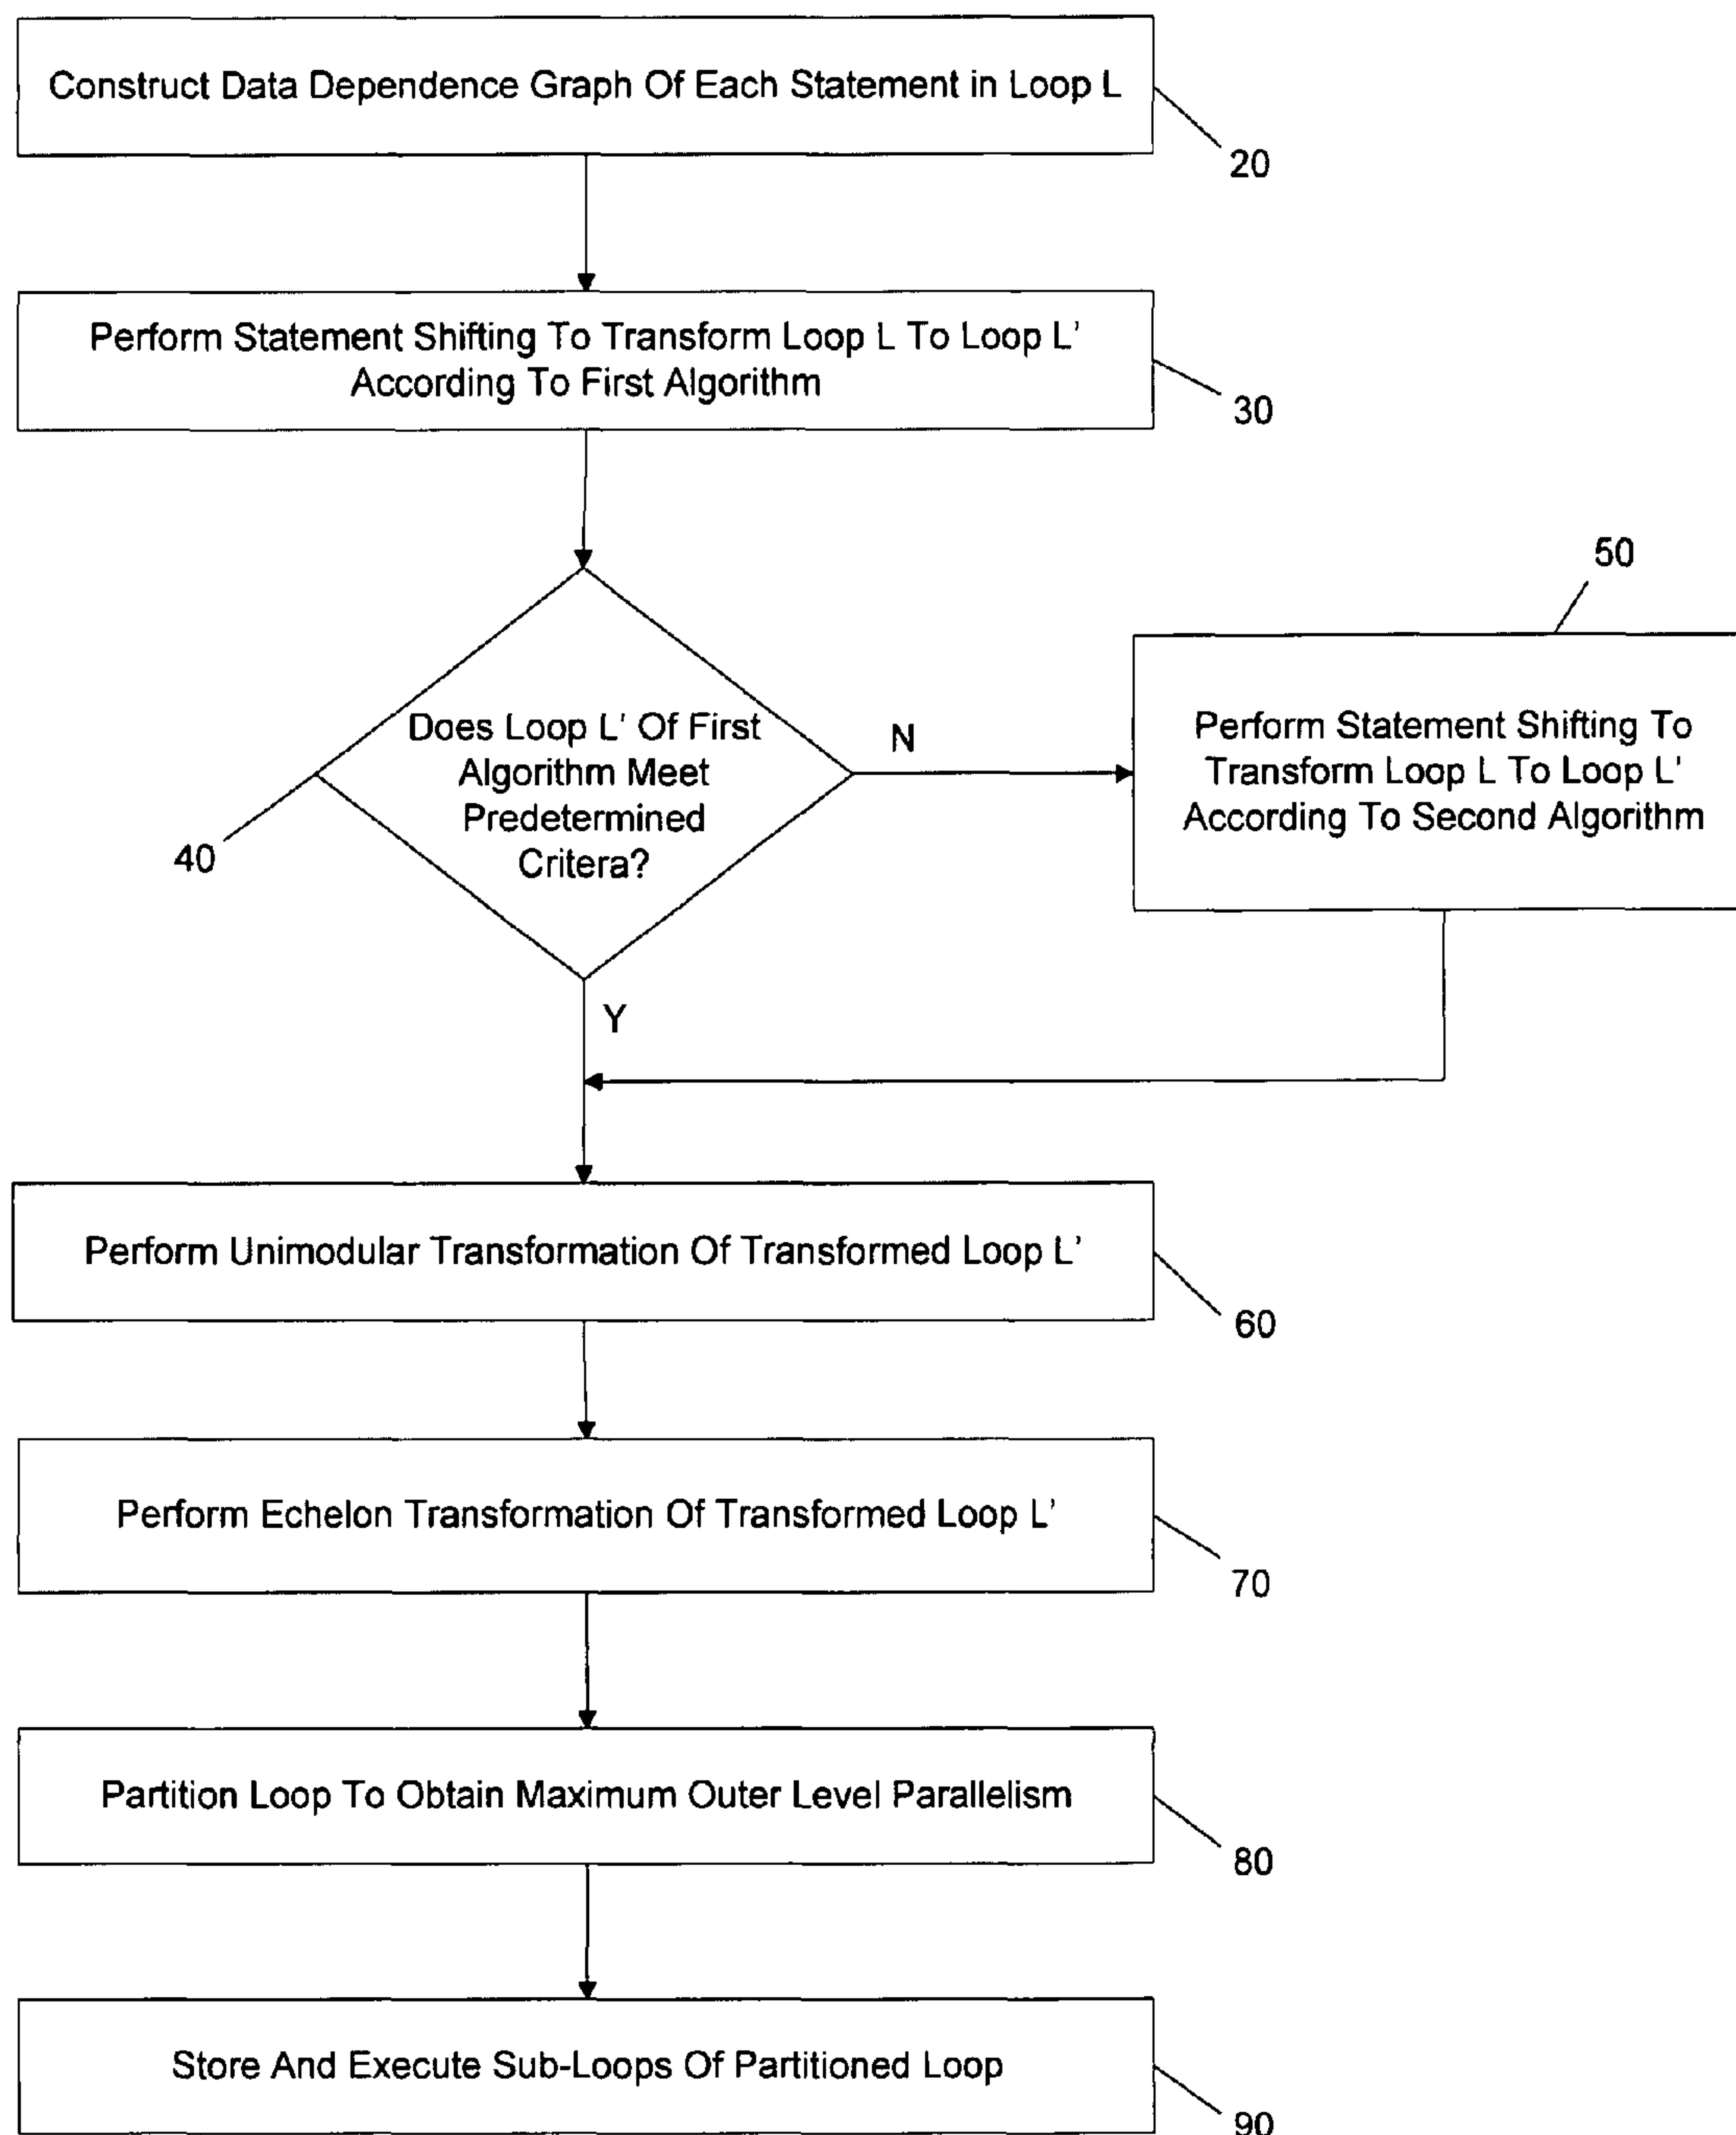 Construct Data Dependence Graph Of Each Statement in Loop L
20
Perform Statement Shifting To Transform Loop L To Loop L'
According To First Algorithm
30
50
Does Loop L' Of First
Algorithm Meet
Predetermined
Critera?
N
Perform Statement Shifting To
Transform Loop L To Loop L'
According To Second Algorithm
40
Y
Perform Unimodular Transformation Of Transformed Loop L'
60
Perform Echelon Transformation Of Transformed Loop L'
70
Partition Loop To Obtain Maximum Outer Level Parallelism
80
Store And Execute Sub-Loops Of Partitioned Loop
90